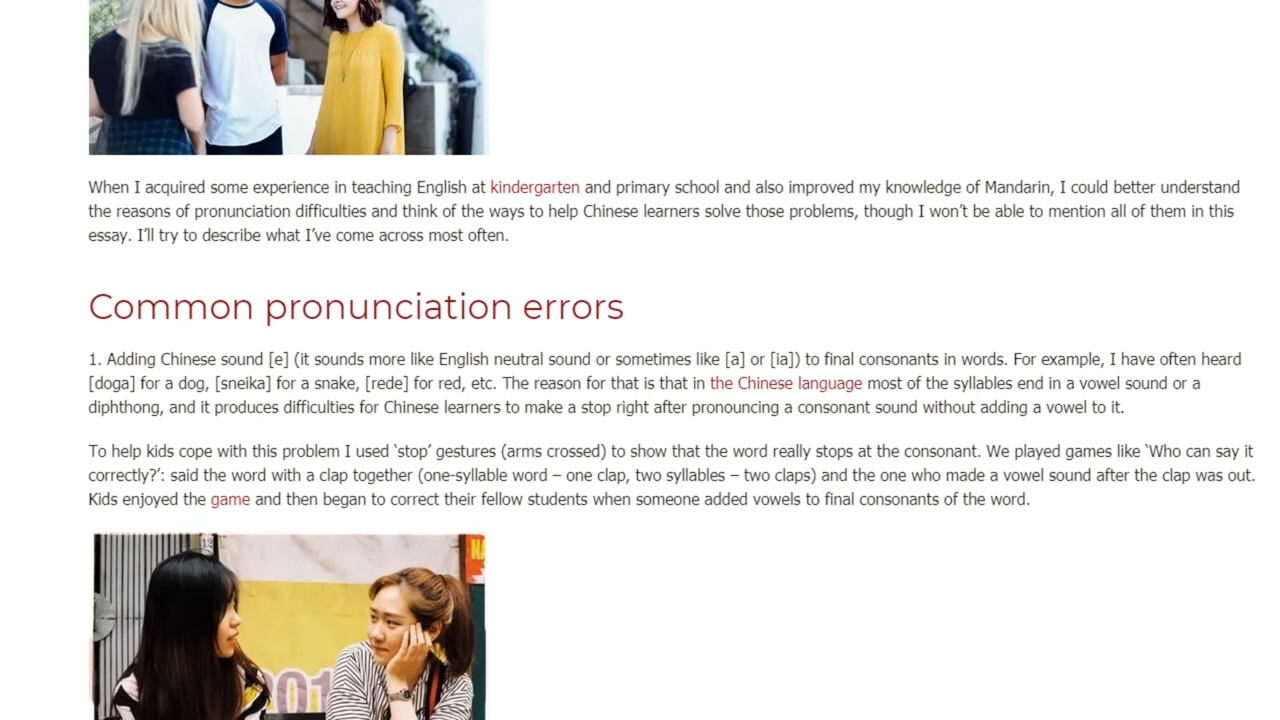 When I acquired some experience in teaching English at kindergarten and primary school and also improved my knowledge of Mandarin, I could better understand
the reasons of pronunciation difficulties and think of the ways to help Chinese learners solve those problems, though I won’t be able to mention all of them in this
essay. I’ll try to describe what I’ve come across most often.
Common pronunciation errors
1. Adding Chinese sound [e] (it sounds more like English neutral sound or sometimes like [a] or [ia]) to final consonants in words. For example, I have often heard
[doga] for a dog, [sneika] for a snake, [rede] for red, etc. The reason for that is that in the Chinese language most of the syllables end in a vowel sound or a
diphthong, and it produces difficulties for Chinese learners to make a stop right after pronouncing a consonant sound without adding a vowel to it.
To help kids cope with this problem I used ‘stop’ gestures (arms crossed) to show that the word really stops at the consonant. We played games like ‘Who can say it
correctly?’: said the word with a clap together (one-syllable word – one clap, two syllables – two claps) and the one who made a vowel sound after the clap was out.
Kids enjoyed the game and then began to correct their fellow students when someone added vowels to final consonants of the word.
12